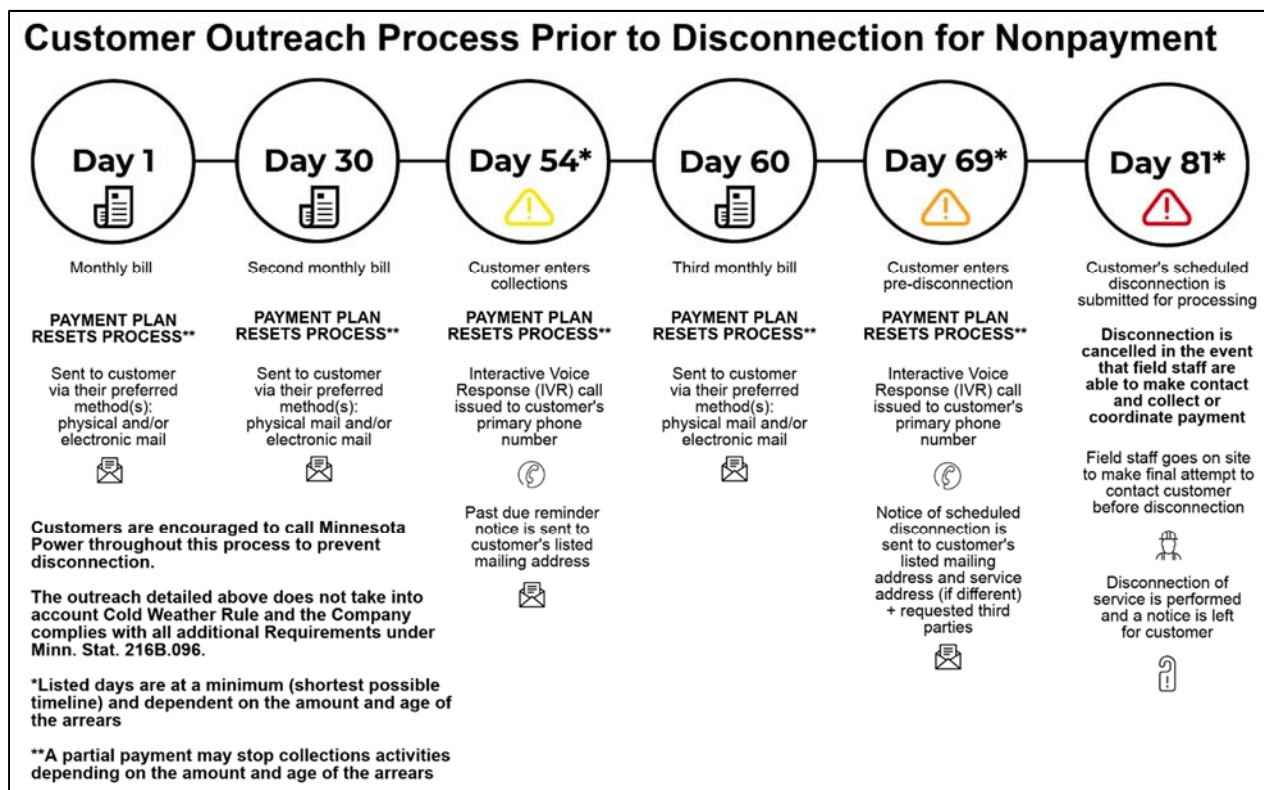 Customer Outreach Process Prior to Disconnection for Nonpayment
Day 1
Day 30
Day 54*
Day 60
Day 69*
Day 81*
Monthly bill
PAYMENT PLAN
RESETS PROCESS**
Sent to customer
via their preferred
method(s):
physical and/or
electronic mail
Second monthly bill
PAYMENT PLAN
RESETS PROCESS**
Sent to customer
via their preferred
method(s):
physical mail and/or
electronic mail
Customer enters
collections
PAYMENT PLAN
RESETS PROCESS**
Interactive Voice
Response (IVR) call
issued to customer's
primary phone
number
Past due reminder
notice is sent to
customer's listed
mailing address
Third monthly bill
PAYMENT PLAN
RESETS PROCESS**
Sent to customer
via their preferred
method(s):
physical mail and/or
electronic mail
Customer enters
pre-disconnection
PAYMENT PLAN
RESETS PROCESS**
Interactive Voice
Response (IVR) call
issued to customer's
primary phone
number
Notice of scheduled
disconnection is
sent to customer's
listed mailing
address and service
address (if different)
+ requested third
parties
Customer's scheduled
disconnection is
submitted for processing
Disconnection is
cancelled in the event
that field staff are
able to make contact
and collect or
coordinate payment
Field staff goes on site
to make final attempt to
contact customer
before disconnection
Disconnection of
service is performed
and a notice is left
for customer
Customers are encouraged to call Minnesota
Power throughout this process to prevent
disconnection.
The outreach detailed above does not take into
account Cold Weather Rule and the Company
complies with all additional Requirements under
Minn. Stat. 216B.096.
*Listed days are at a minimum (shortest possible
timeline) and dependent on the amount and age of
the arrears
**A partial payment may stop collections activities
depending on the amount and age of the arrears